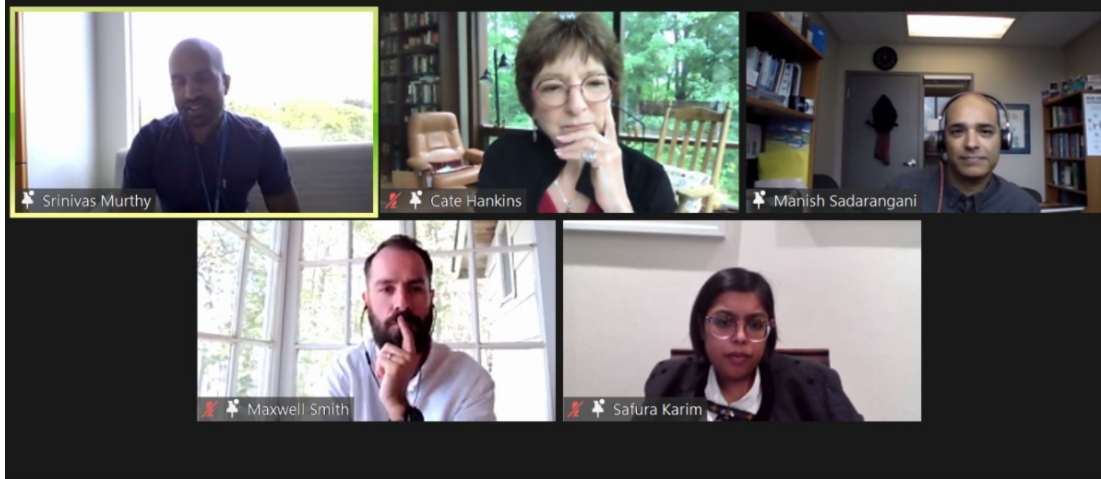 Srinivas Murthy
Cate Hankins
Manish Sadarangani
Maxwell Smith
Safura Karim